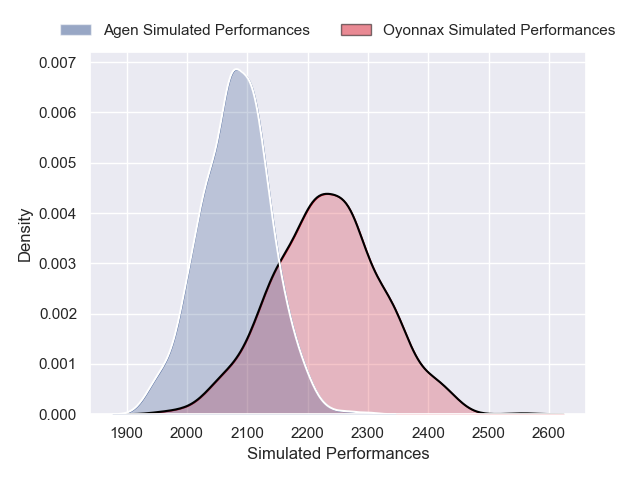 Agen Simulated Performances Oyonnax Simulated Performances
0.007
0.006
0.005
0.004
0.003
0.002
0.001
0.000
Density
1900 2000 2100 2200 2300 2400 2500 2600
Simulated Performances